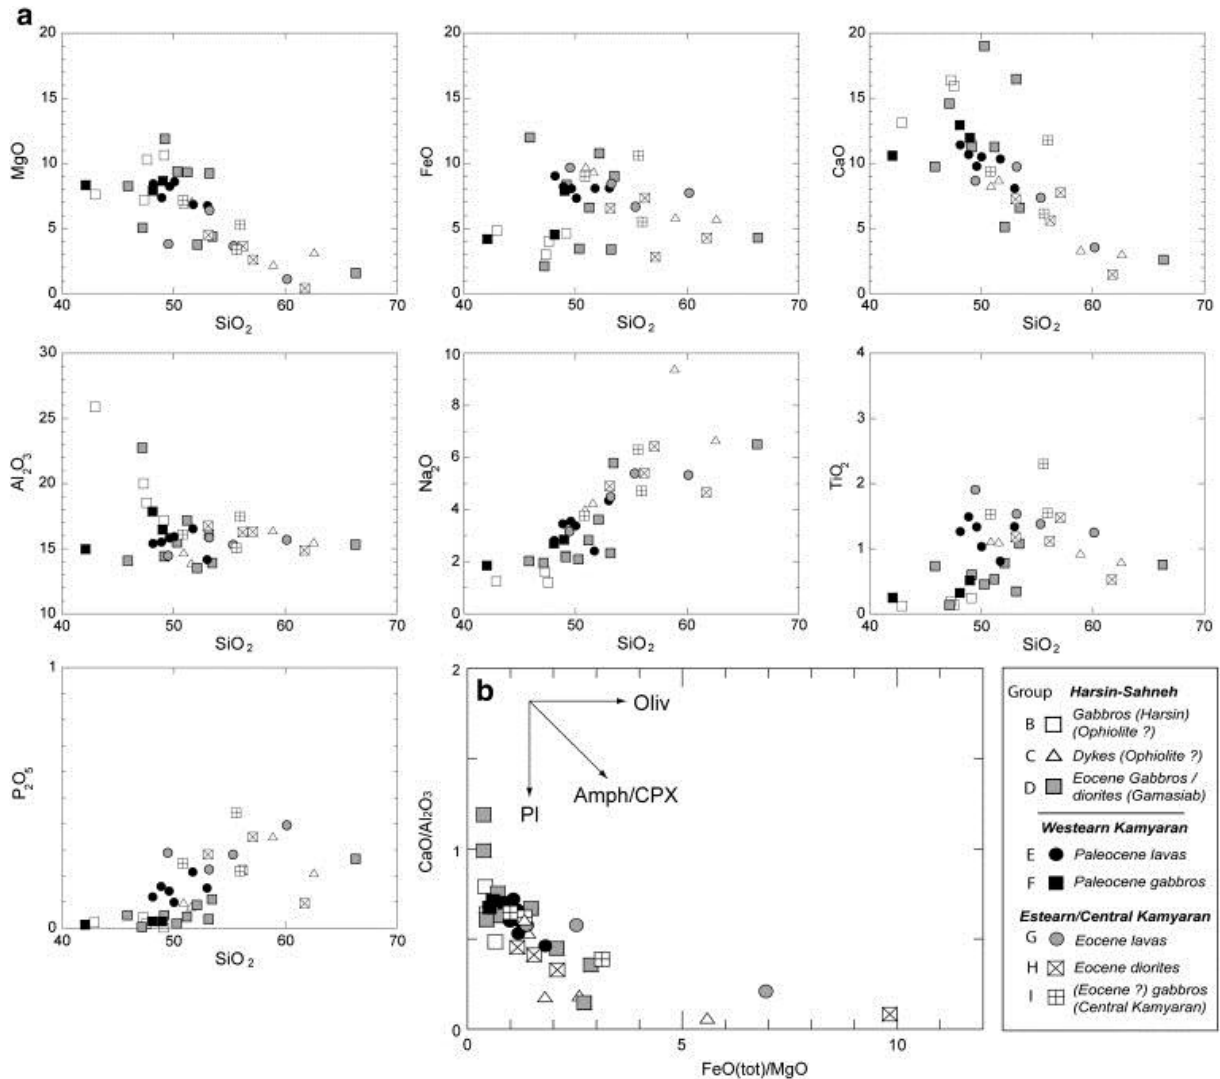 a
20
15
10
5
0
MgO
40 50 60 70
SiO2
20
15
10
5
0
FeO
40 50 60 70
SiO2
20
15
10
5
0
CaO
40 50 60 70
SiO2
30
25
20
15
10
Al2O3
40 50 60 70
SiO2
10
8
6
4
2
0
Na2O
40 50 60 70
SiO2
4
3
2
1
0
TiO2
40 50 60 70
SiO2
1
0
P2O5
40 50 60 70
SiO2
b
2
1
0
CaO/Al2O3
Oliv
Amph/CPX
Pl
0 5 10
FeO(tot)/MgO
Group Harsin-Sahneh
B Gabbros (Harsin)
(Ophiolite ?)
C Dykes (Ophiolite ?)
D Eocene Gabbros /
diorites (Gamasiab)
Westearn Kamyaran
E Paleocene lavas
F Paleocene gabbros
Estearn/Central Kamyaran
G Eocene lavas
H Eocene diorites
I (Eocene ?) gabbros
(Central Kamyaran)